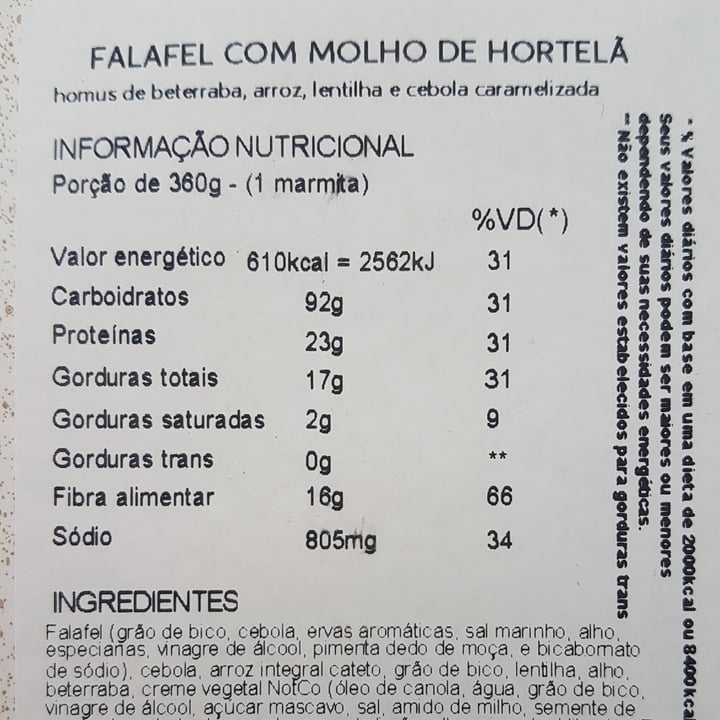 FALAFEL COM MOLHO DE HORTELÃ
homus de beterraba, arroz, lentilha e cebola caramelizada
INFORMAÇÃO NUTRICIONAL
Porção de 360g - (1 marmita)
%VD(*)
Valor energético 610kcal = 2562kJ 31
Carboidratos 92g 31
Proteínas 23g 31
Gorduras totais 17g 31
Gorduras saturadas 2g 9
Gorduras trans 0g **
Fibra alimentar 16g 66
Sódio 805mg 34
INGREDIENTES
Falafel (grão de bico, cebola, ervas aromáticas, sal marinho, alho,
especiarias, vinagre de álcool, pimenta dedo de moça, e bicabornato
de sódio), cebola, arroz integral cateto, grão de bico, lentilha, alho,
beterraba, creme vegetal NotCo (óleo de canola, água, grão de bico,
vinagre de álcool, açúcar mascavo, sal, amido de milho, semente de
* % Valores diários com base em uma dieta de 2000kcal ou 8400kcal
Seus valores diários podem ser maiores ou menores
dependendo de suas necessidades energéticas.
** Não existem valores estabelecidos para gorduras trans